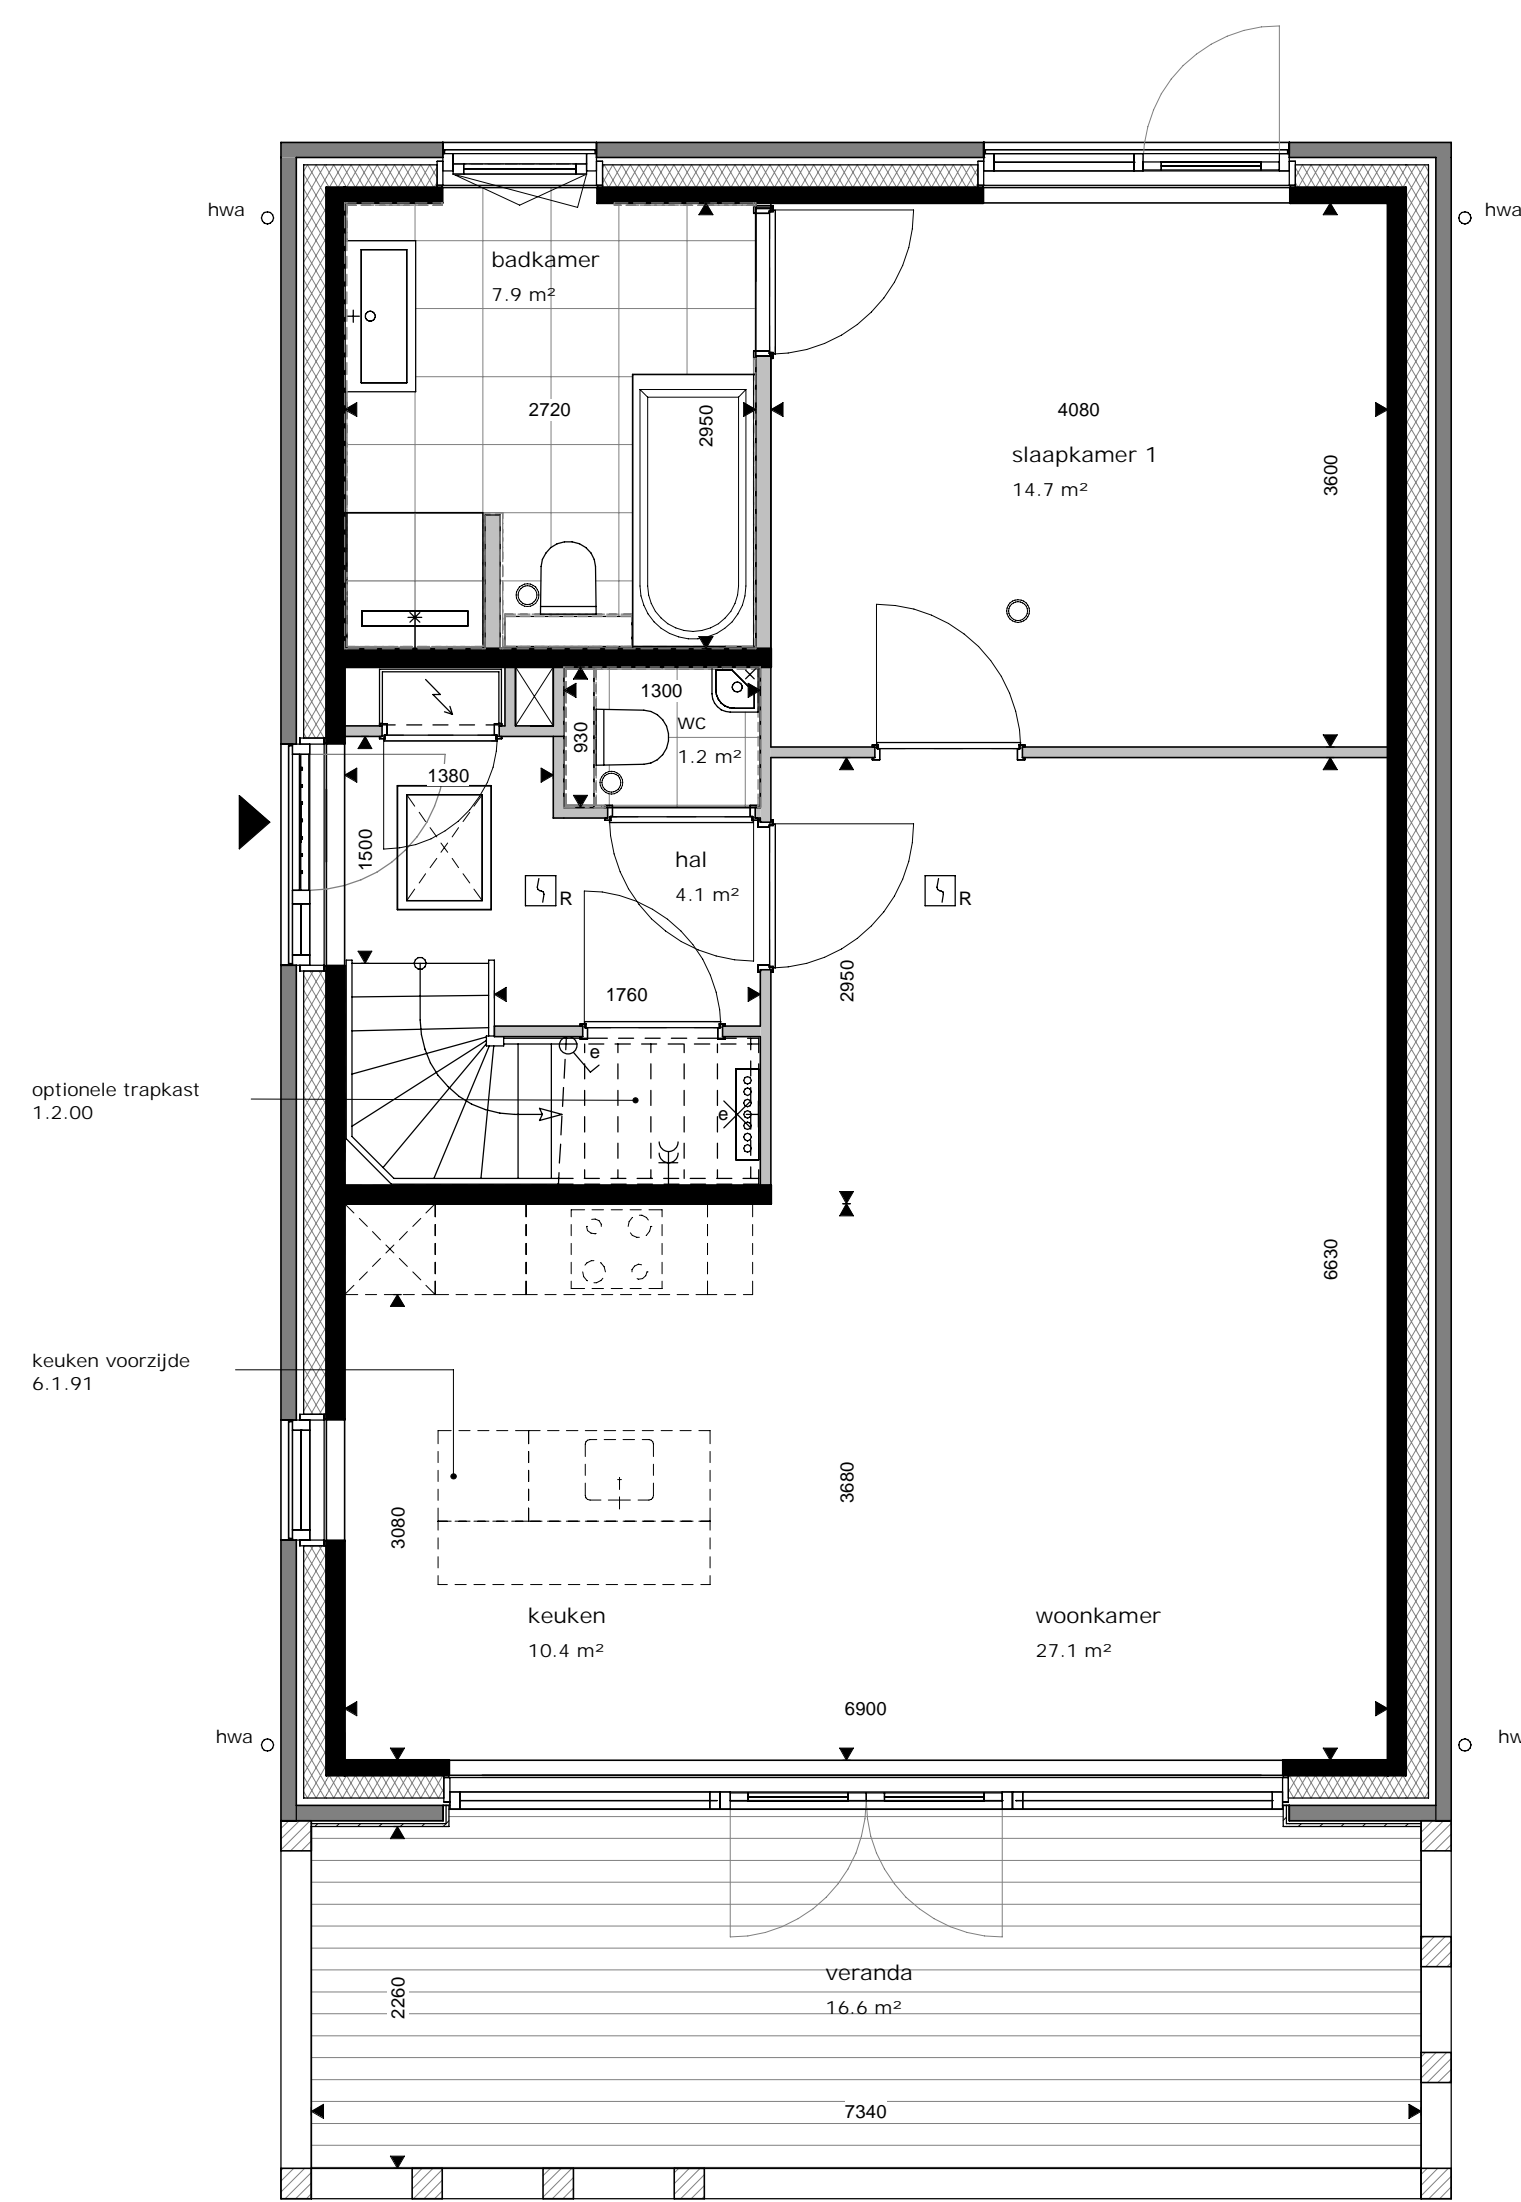 hwa
hwa
badkamer
7.9 m²
2720
2950
4080
slaapkamer 1
14.7 m²
3600
1300
wc
930
1.2 m²
1380
1500
hal
4.1 m²
R
R
2950
1760
e
optionele trapkast
1.2.00
e
6630
keuken voorzijde
6.1.91
3680
3080
keuken
10.4 m²
woonkamer
27.1 m²
6900
hwa
hw
veranda
16.6 m²
2260
7340